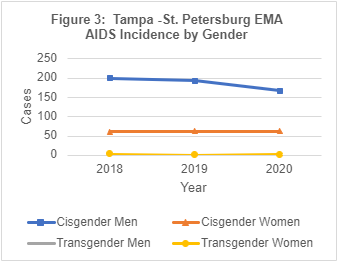 Figure 3:  Tampa -St. Petersburg EMA
AIDS Incidence by Gender
250
200
150
100
50
0
Cases
2018 2019 2020
Year
Cisgender Men Cisgender Women
Transgender Men Transgender Women